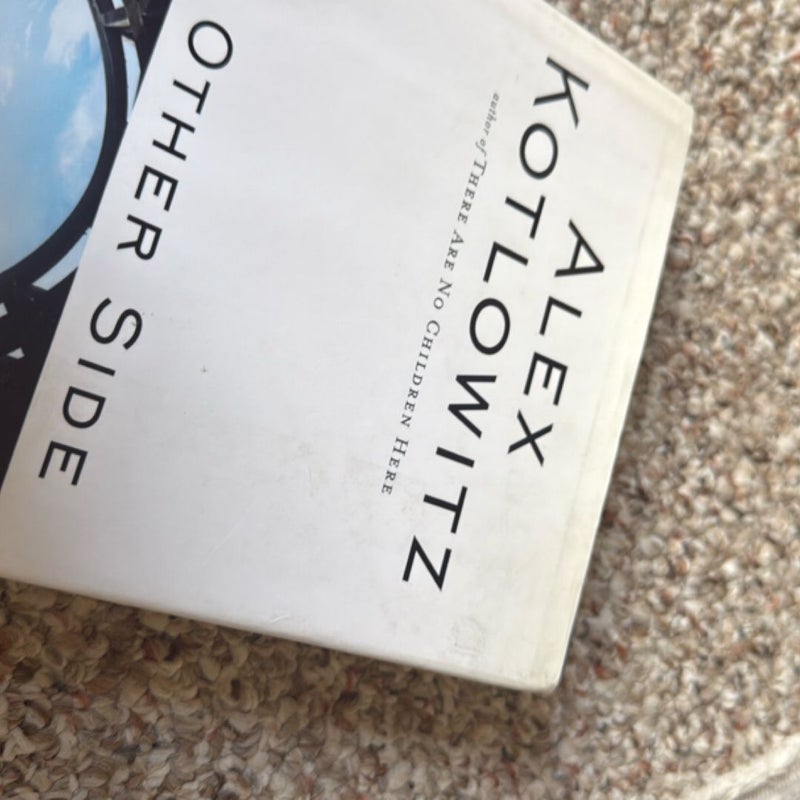 ALEX
KOTLOWITZ
author of THERE ARE NO CHILDREN HERE
OTHER SIDE